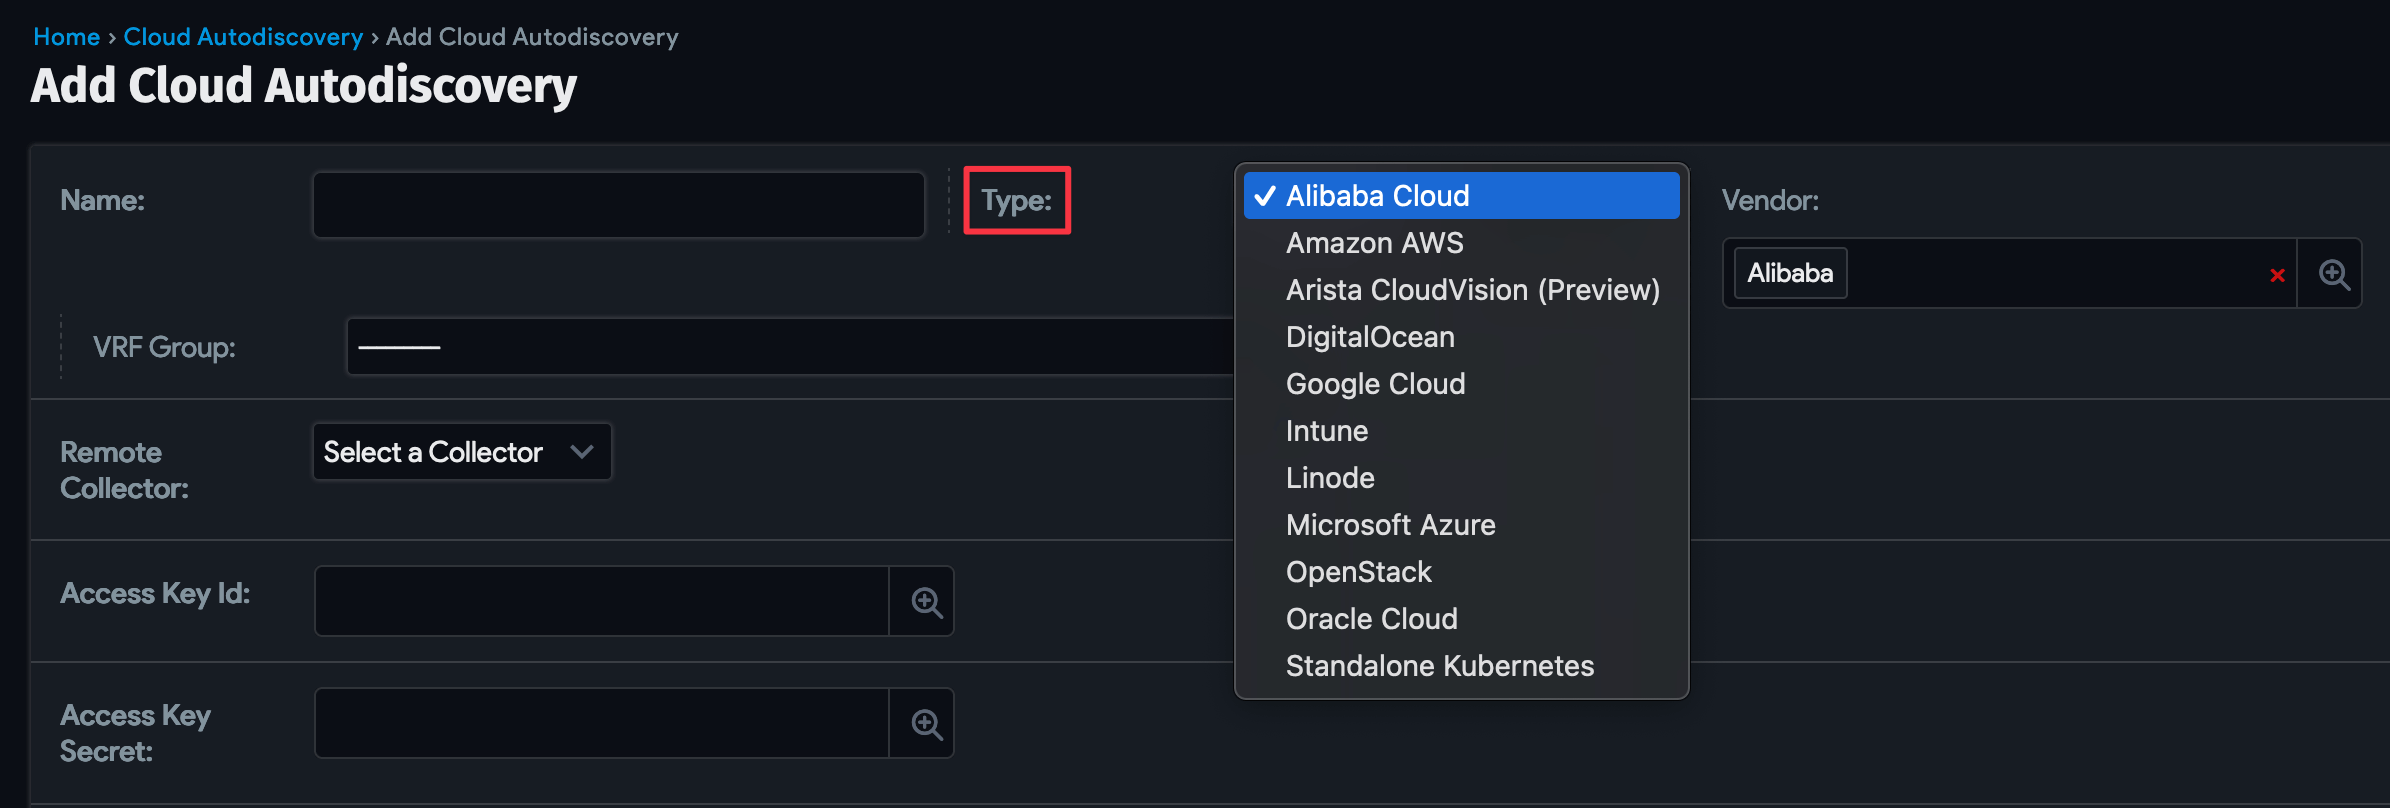 Home › Cloud Autodiscovery › Add Cloud Autodiscovery
Add Cloud Autodiscovery
Name:
Type:
✓ Alibaba Cloud
Amazon AWS
Arista CloudVision (Preview)
DigitalOcean
Google Cloud
Intune
Linode
Microsoft Azure
OpenStack
Oracle Cloud
Standalone Kubernetes
Vendor:
Alibaba
VRF Group:
Remote
Collector:
Select a Collector
Access Key Id:
Access Key
Secret: